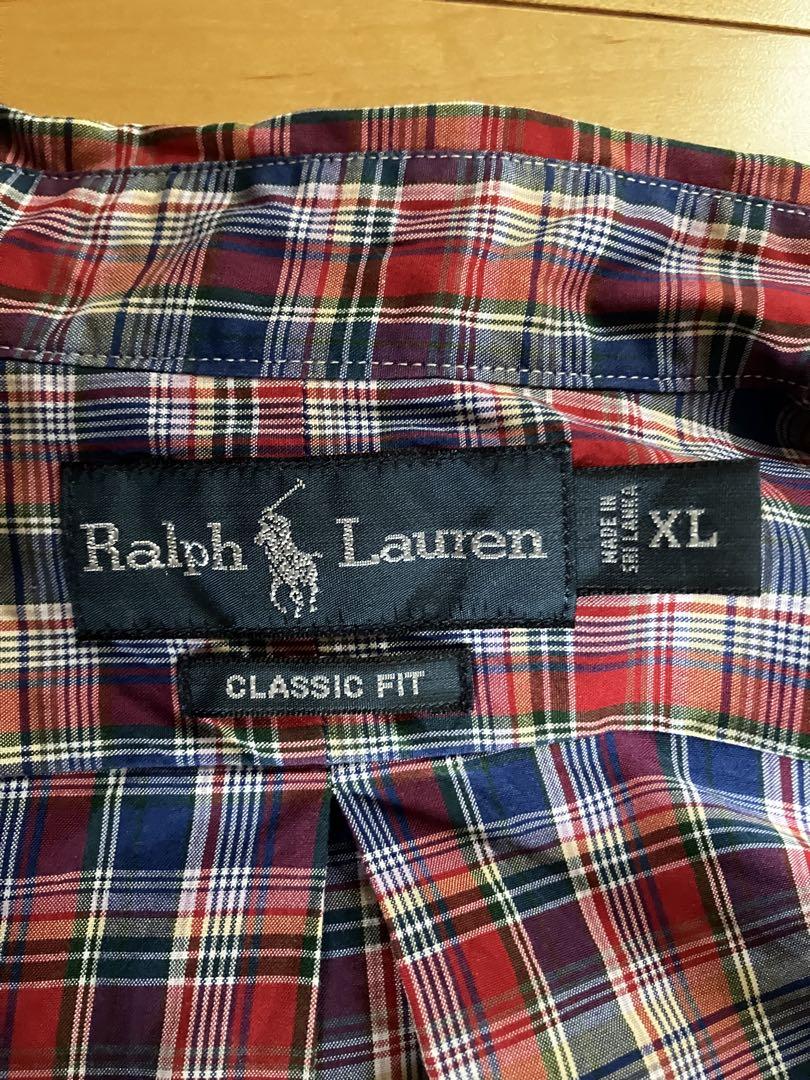 Ralph Lauren
MADE IN
SRI LANKA
XL
CLASSIC FIT